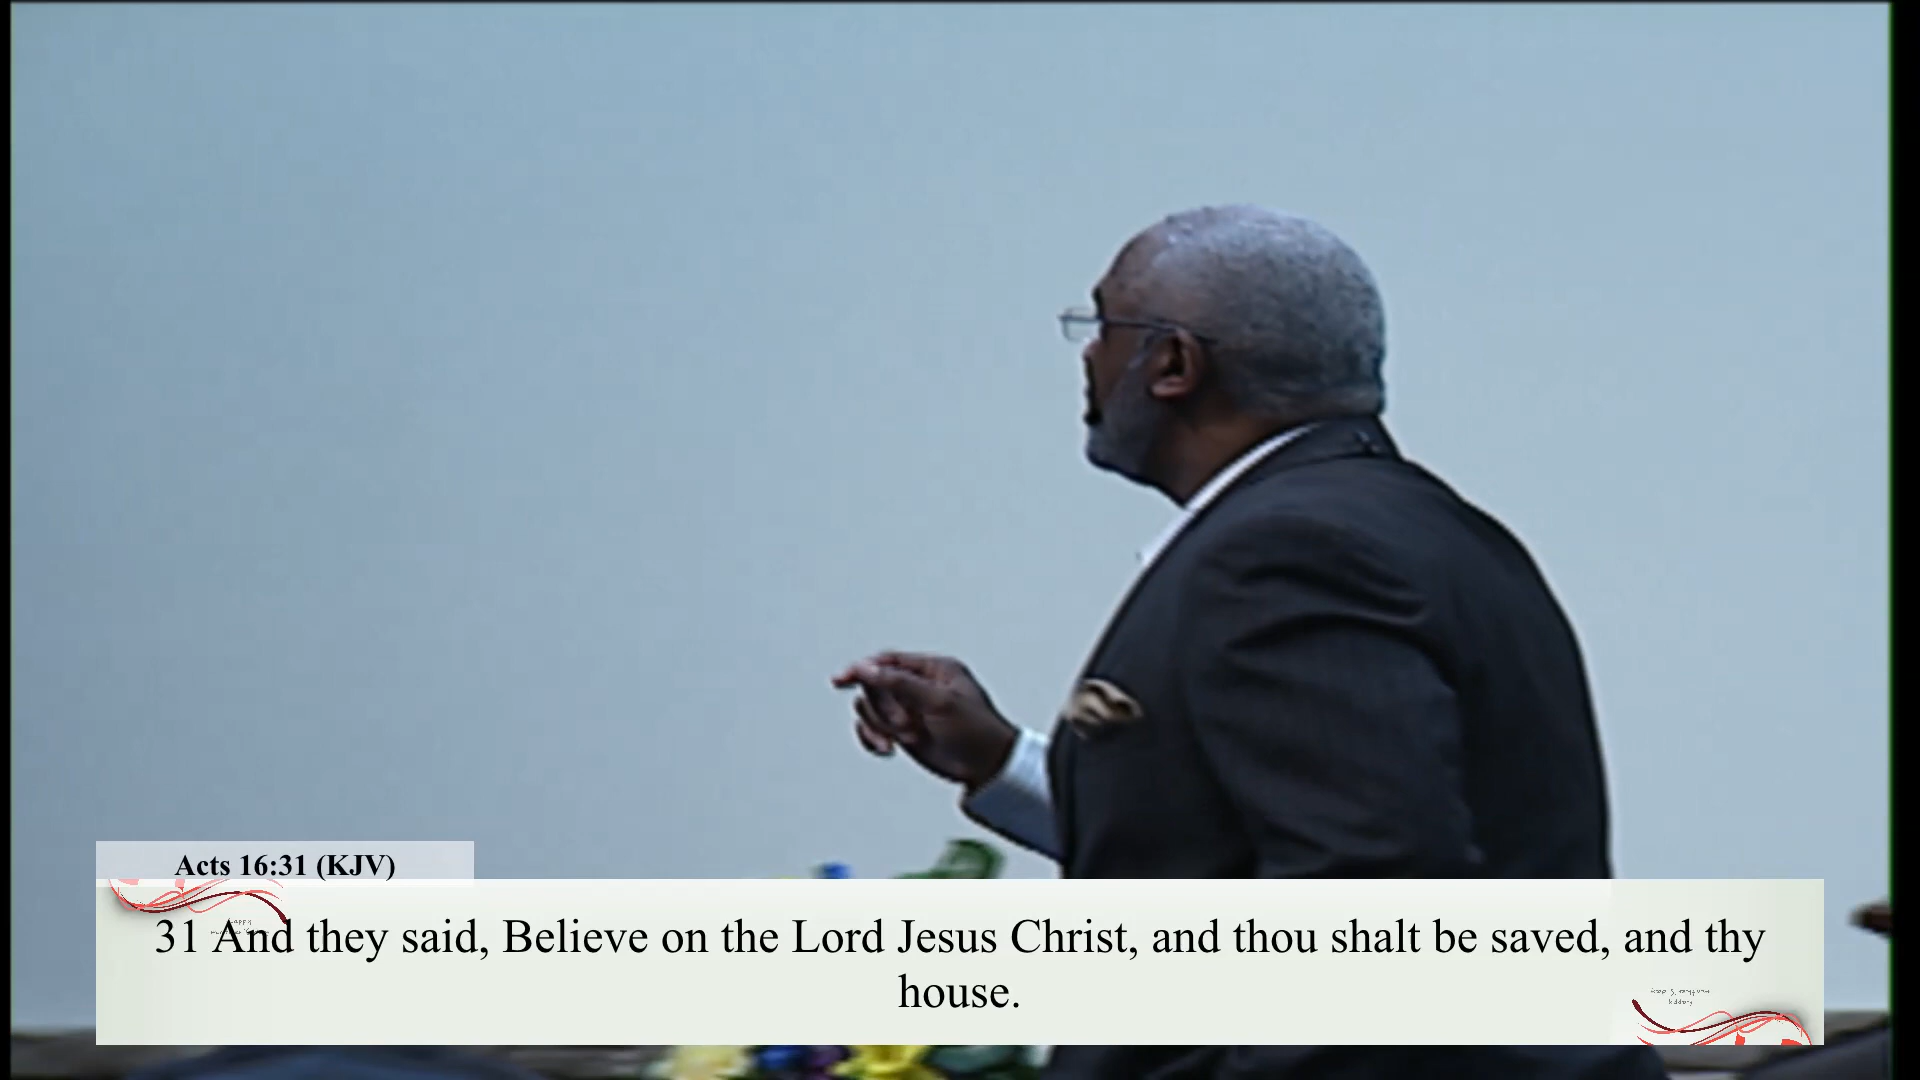 Acts 16:31 (KJV)
31 And they said, Believe on the Lord Jesus Christ, and thou shalt be saved, and thy
house.